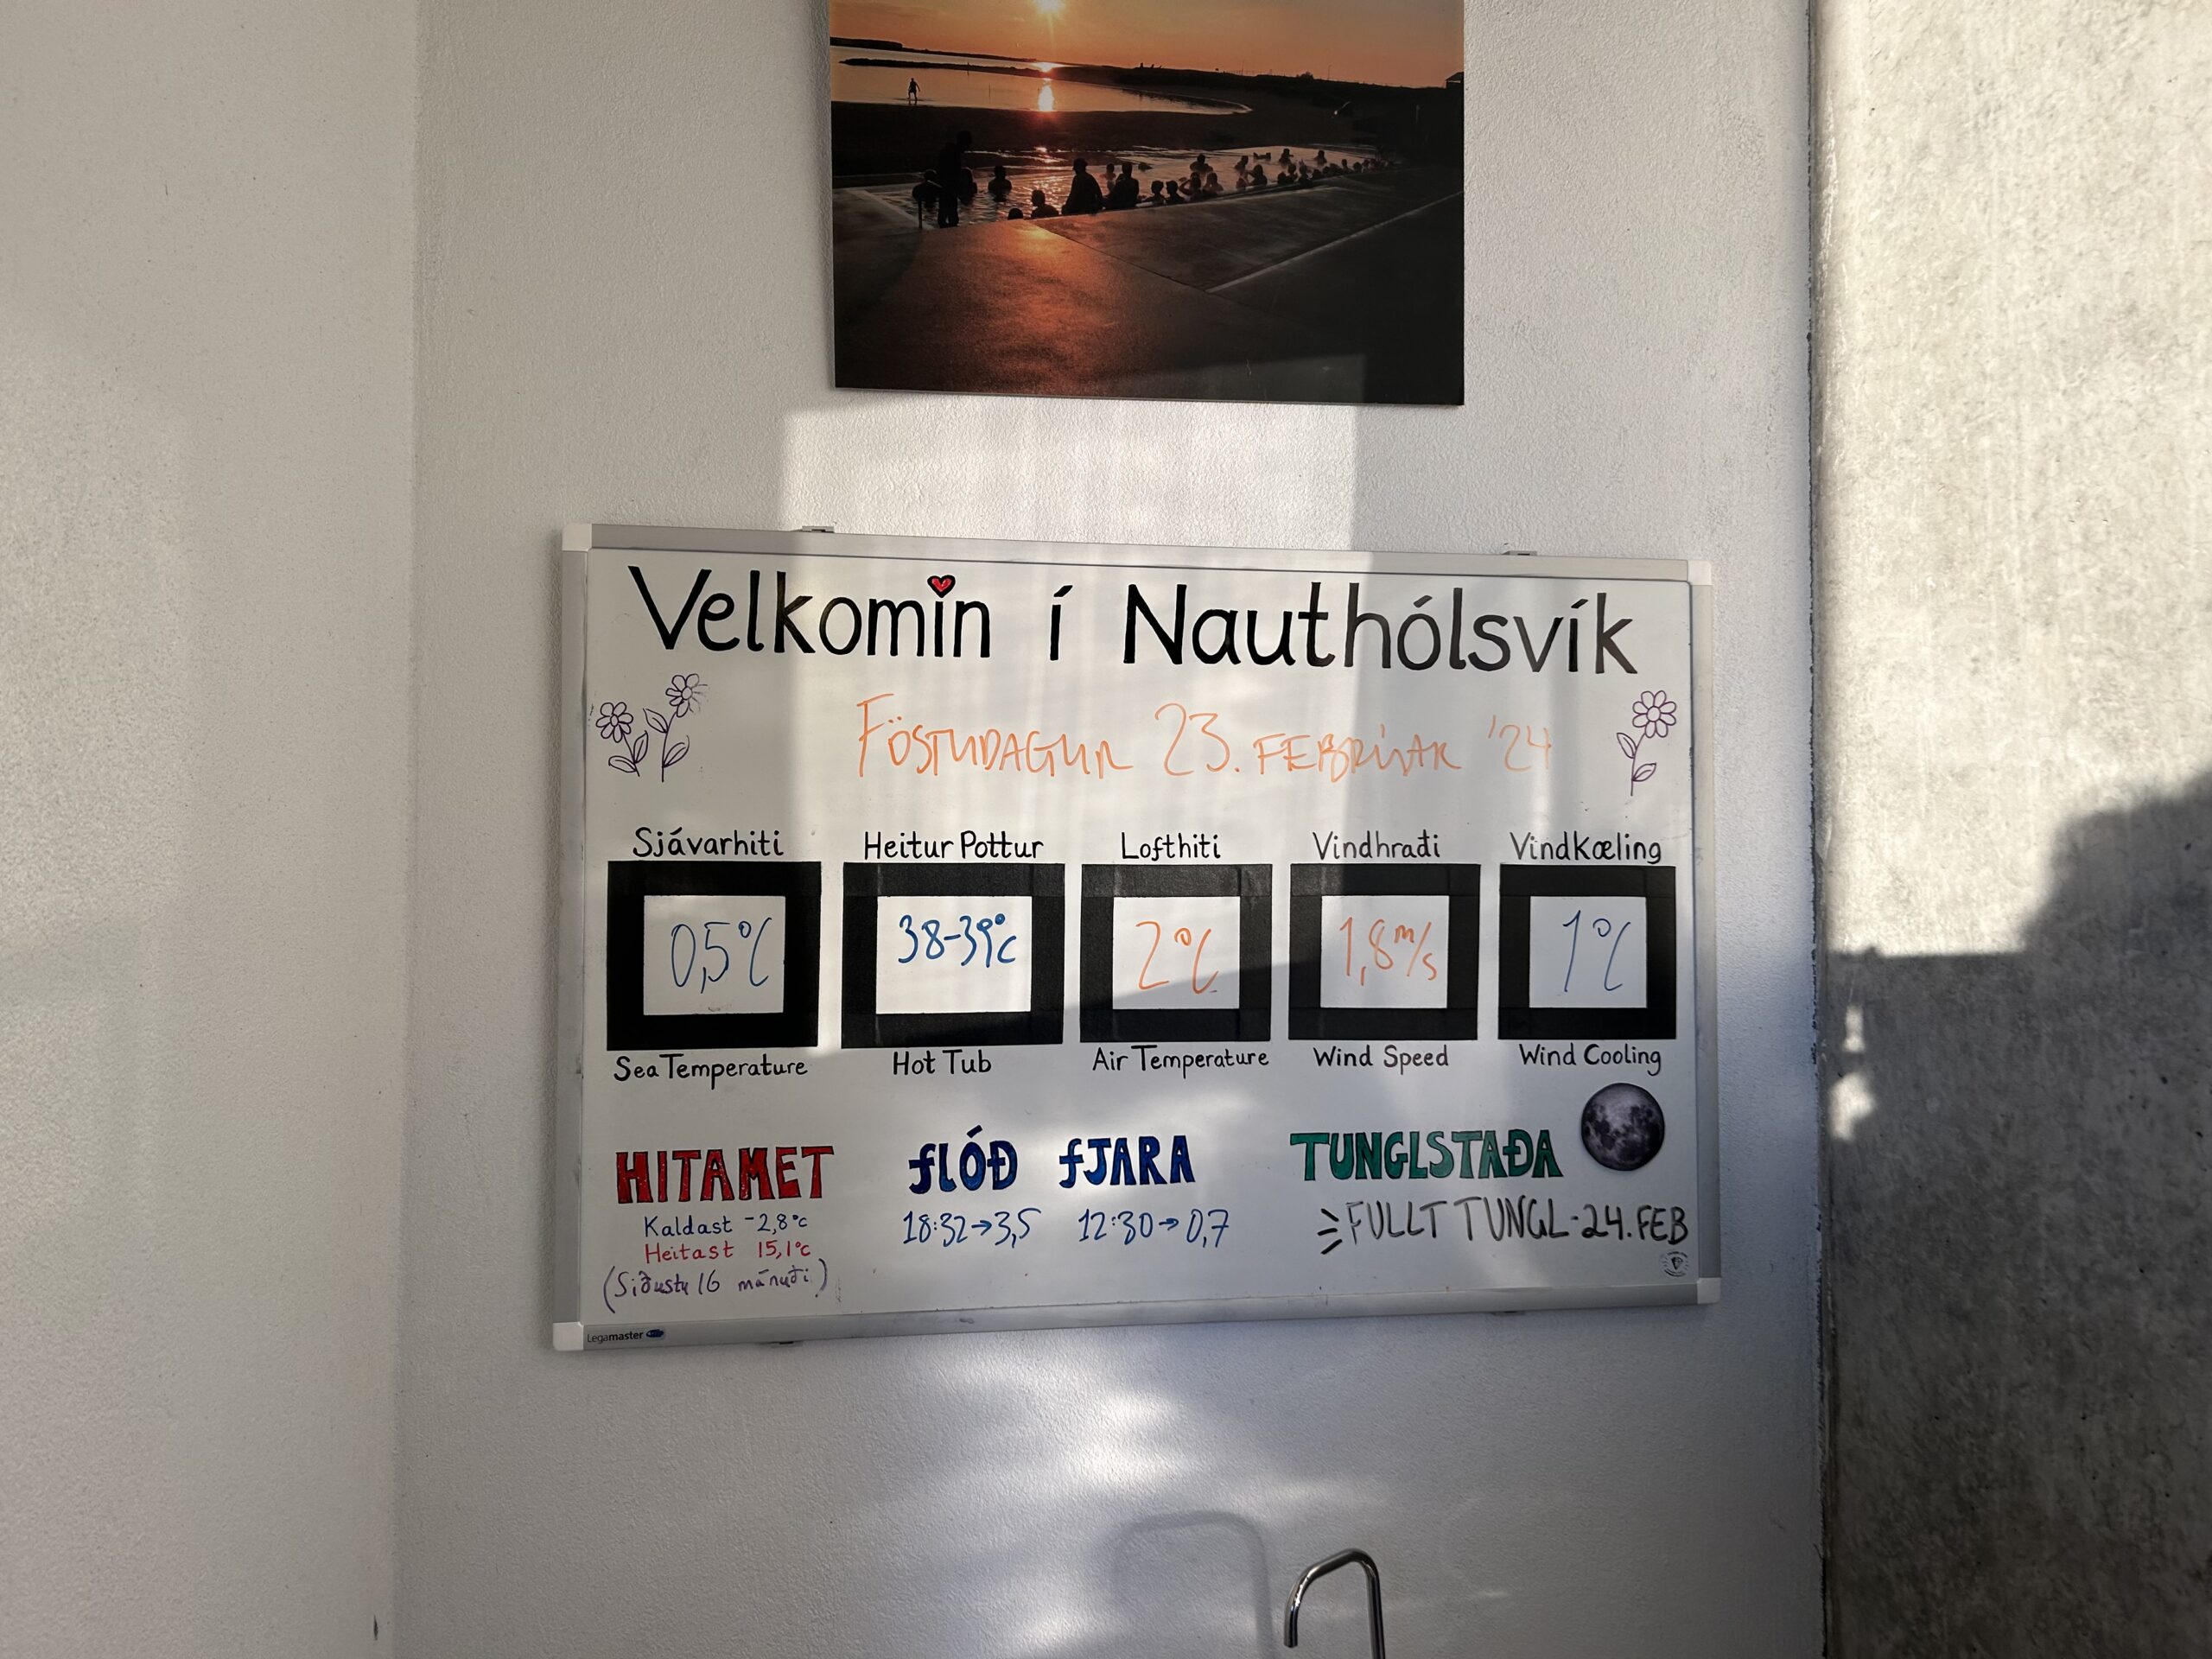 Velkomin í Nauthólsvík
FÖSTUDAGUR 23. FEBRÚAR '24
Sjávarhiti Heitur Pottur Lofthiti Vindhraði Vindkæling
0,5°C 38-39°C 2°C 1,8 m/s 1°C
Sea Temperature Hot Tub Air Temperature Wind Speed Wind Cooling
HITAMET FLÓÐ FJARA TUNGLSTAÐA
Kaldast -2,8°C 18:32→3,5 12:30→0,7 FULLT TUNGL-24.FEB
Heitast 15,1°C
(Síðustu 16 mánuði)
Legamaster